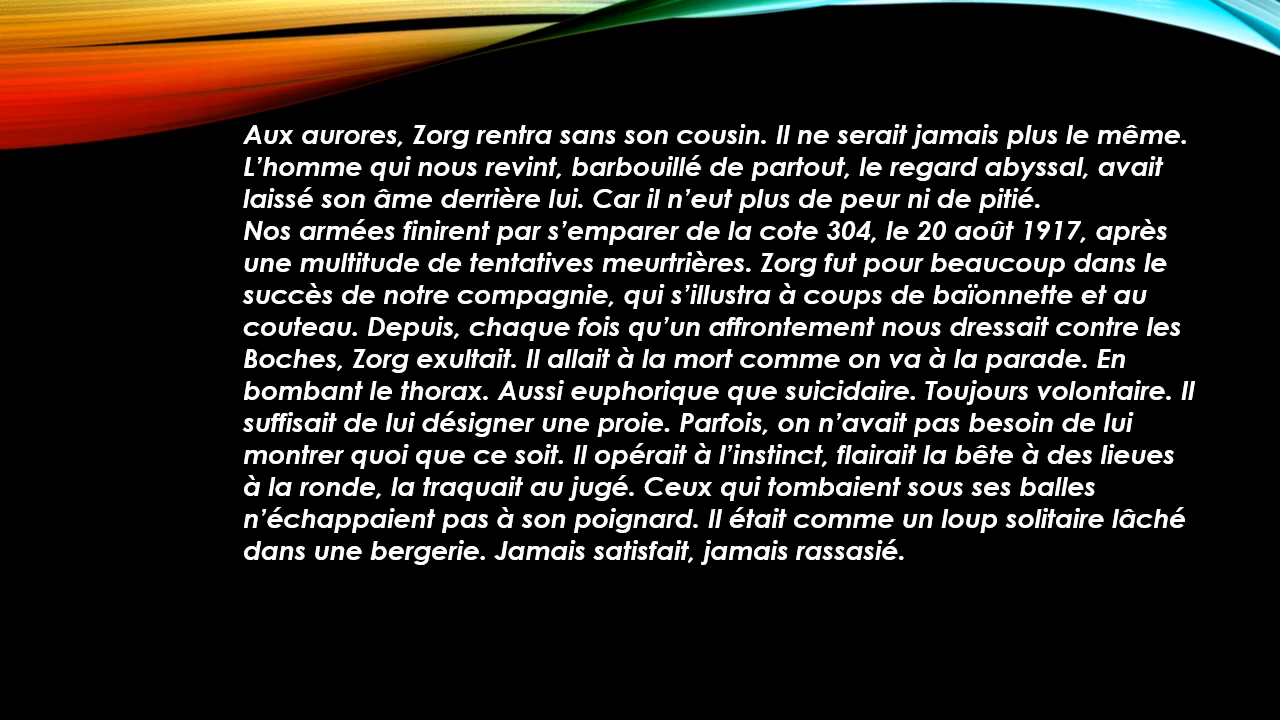 Aux aurores, Zorg rentra sans son cousin. Il ne serait jamais plus le même.
L’homme qui nous revint, barbouillé de partout, le regard abyssal, avait
laissé son âme derrière lui. Car il n’eut plus de peur ni de pitié.
Nos armées finirent par s’emparer de la cote 304, le 20 août 1917, après
une multitude de tentatives meurtrières. Zorg fut pour beaucoup dans le
succès de notre compagnie, qui s’illustra à coups de baïonnette et au
couteau. Depuis, chaque fois qu’un affrontement nous dressait contre les
Boches, Zorg exultait. Il allait à la mort comme on va à la parade. En
bombant le thorax. Aussi euphorique que suicidaire. Toujours volontaire. Il
suffisait de lui désigner une proie. Parfois, on n’avait pas besoin de lui
montrer quoi que ce soit. Il opérait à l’instinct, flairait la bête à des lieues
à la ronde, la traquait au jugé. Ceux qui tombaient sous ses balles
n’échappaient pas à son poignard. Il était comme un loup solitaire lâché
dans une bergerie. Jamais satisfait, jamais rassasié.